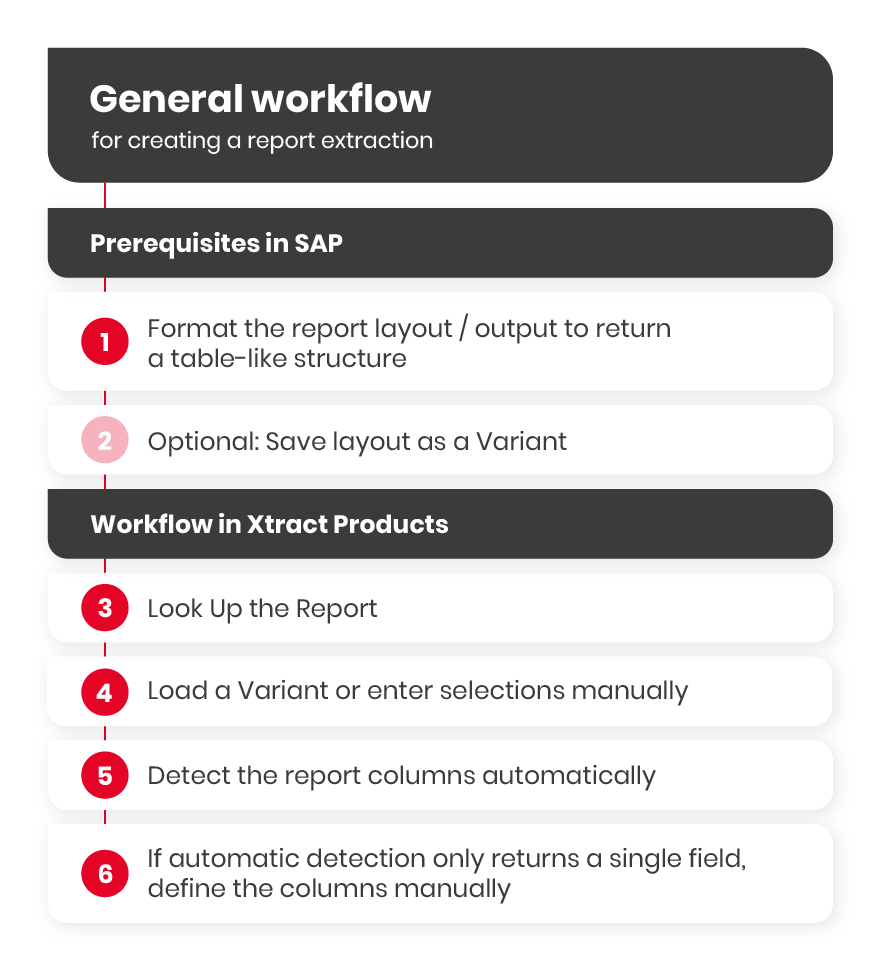 General workflow
for creating a report extraction
Prerequisites in SAP
1
Format the report layout / output to return
a table-like structure
2
Optional: Save layout as a Variant
Workflow in Xtract Products
3
Look Up the Report
4
Load a Variant or enter selections manually
5
Detect the report columns automatically
6
If automatic detection only returns a single field,
define the columns manually